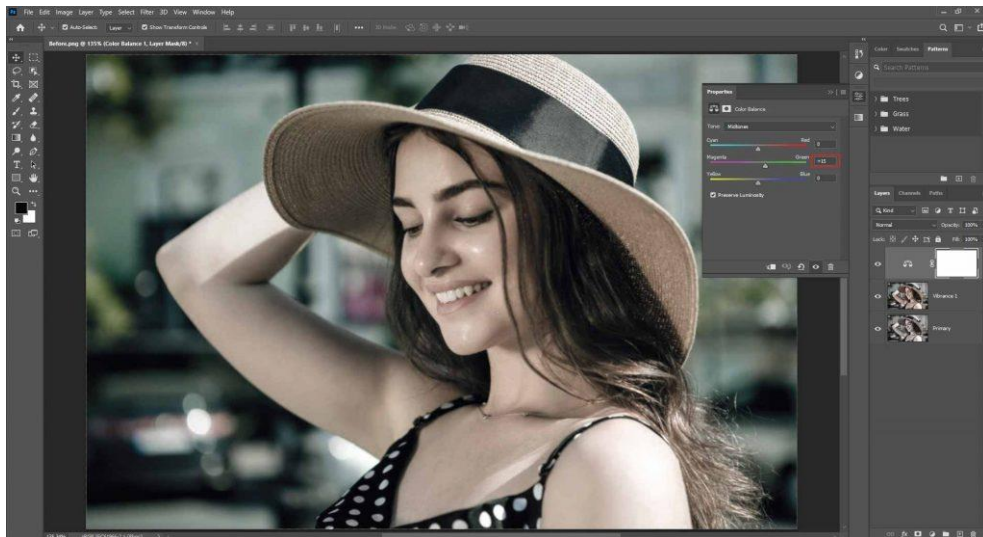 Ps File Edit Image Layer Type Select Filter 3D View Window Help
Auto-Select: Layer Show Transform Controls
Before.png @ 135% (Color Balance 1, Layer Mask/8) *
Color Swatches Patterns
Search Patterns
Trees
Grass
Water
Properties
Color Balance
Tone: Midtones
Cyan Red 0
Magenta Green +15
Yellow Blue 0
Preserve Luminosity
Layers Channels Paths
Kind
Normal Opacity: 100%
Lock: Fill: 100%
Vibrance 1
Primary